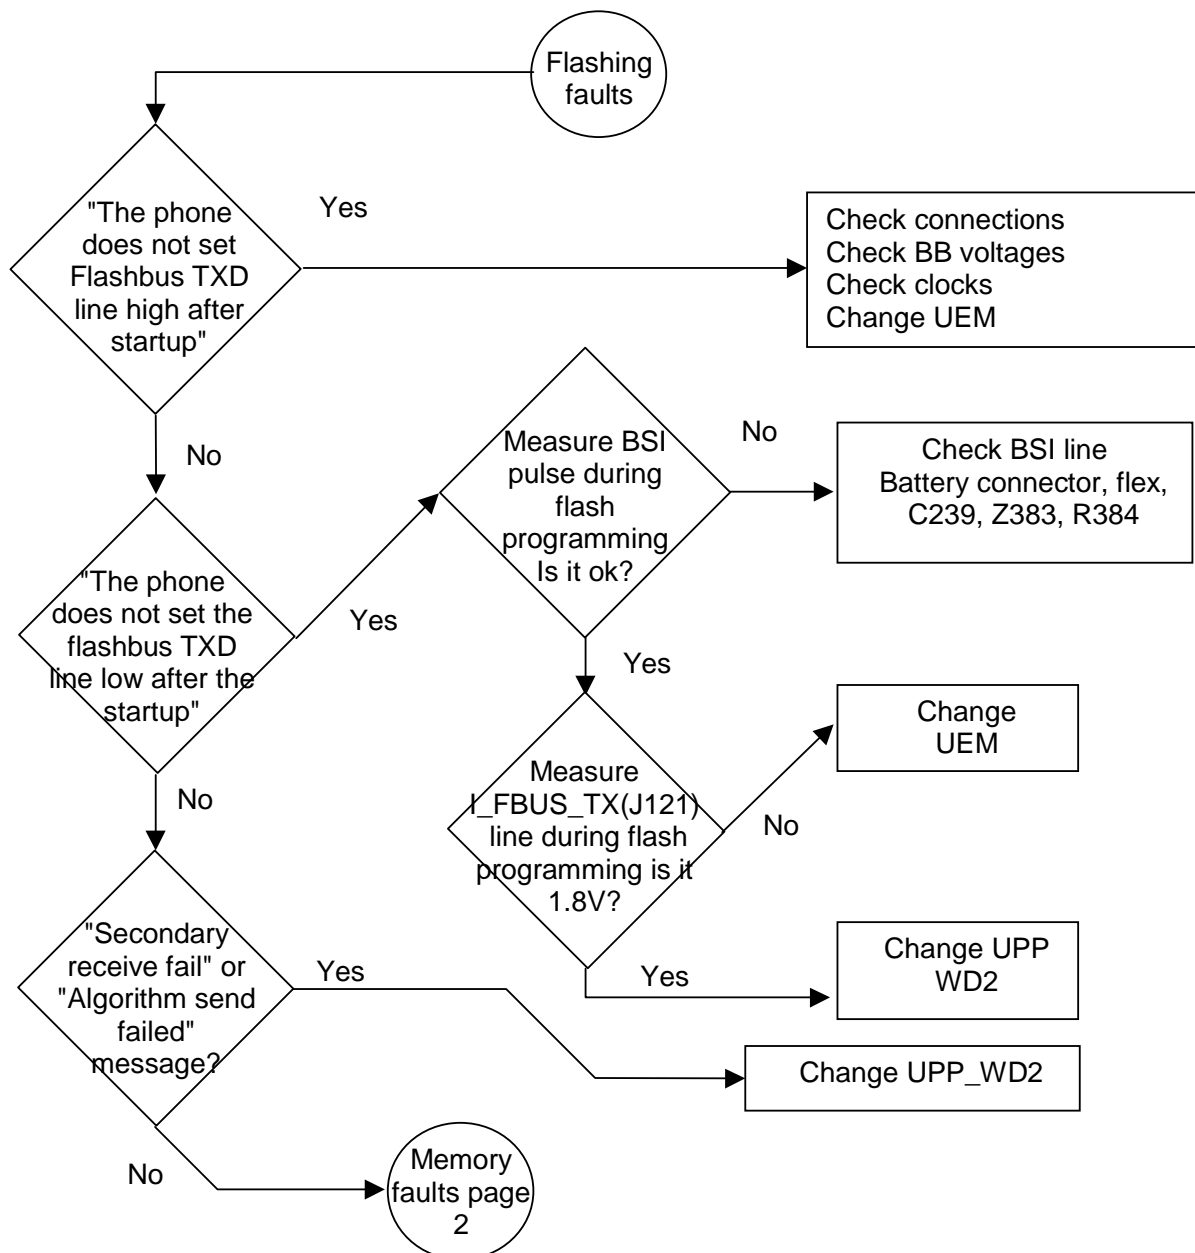 Flashing
faults
"The phone
does not set
Flashbus TXD
line high after
startup"
Yes
Check connections
Check BB voltages
Check clocks
Change UEM
No
Measure BSI
pulse during
flash
programming
Is it ok?
No
Check BSI line
Battery connector, flex,
C239, Z383, R384
"The phone
does not set the
flashbus TXD
line low after the
startup"
Yes
Yes
Change
UEM
No
Measure
I_FBUS_TX(J121)
line during flash
programming is it
1.8V?
No
"Secondary
receive fail" or
"Algorithm send
failed"
message?
Yes
Yes
Change UPP
WD2
Change UPP_WD2
No
Memory
faults page
2